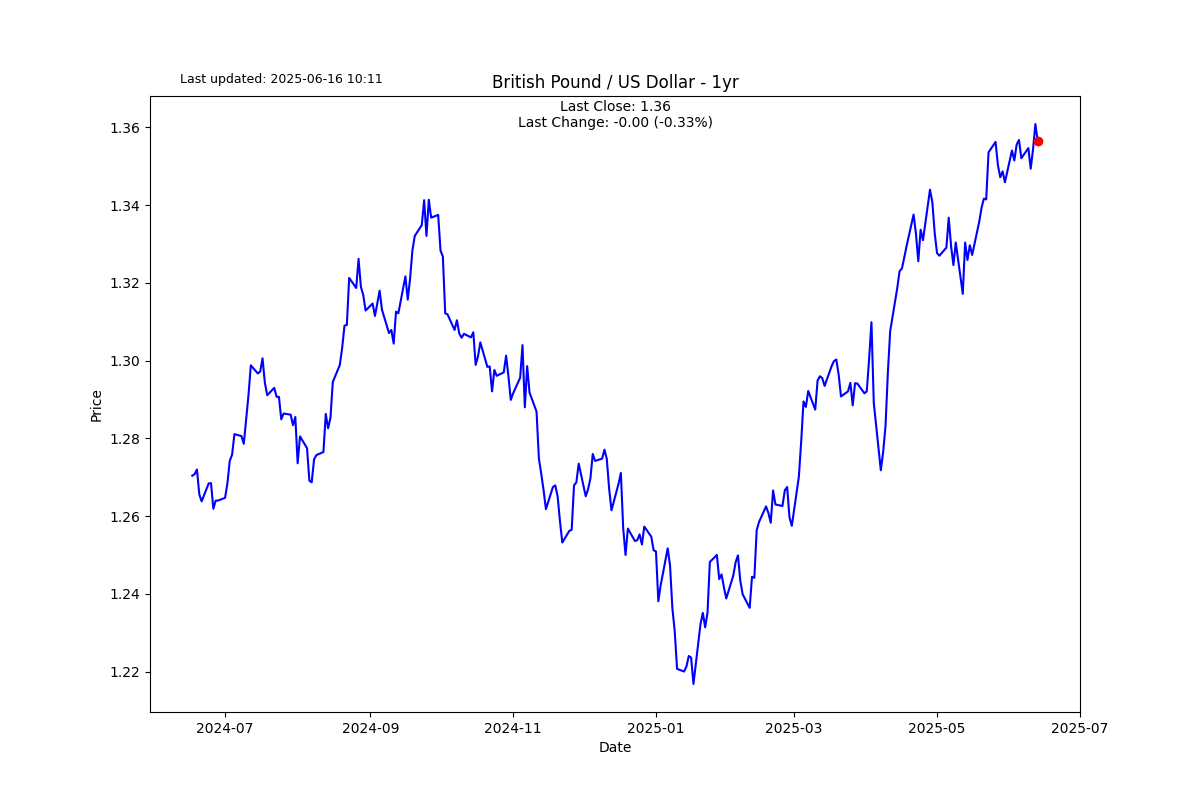 Last updated: 2025-06-16 10:11
British Pound / US Dollar - 1yr
Last Close: 1.36
Last Change: -0.00 (-0.33%)
1.36
1.34
1.32
1.30
1.28
1.26
1.24
1.22
Price
2024-07 2024-09 2024-11 2025-01 2025-03 2025-05 2025-07
Date